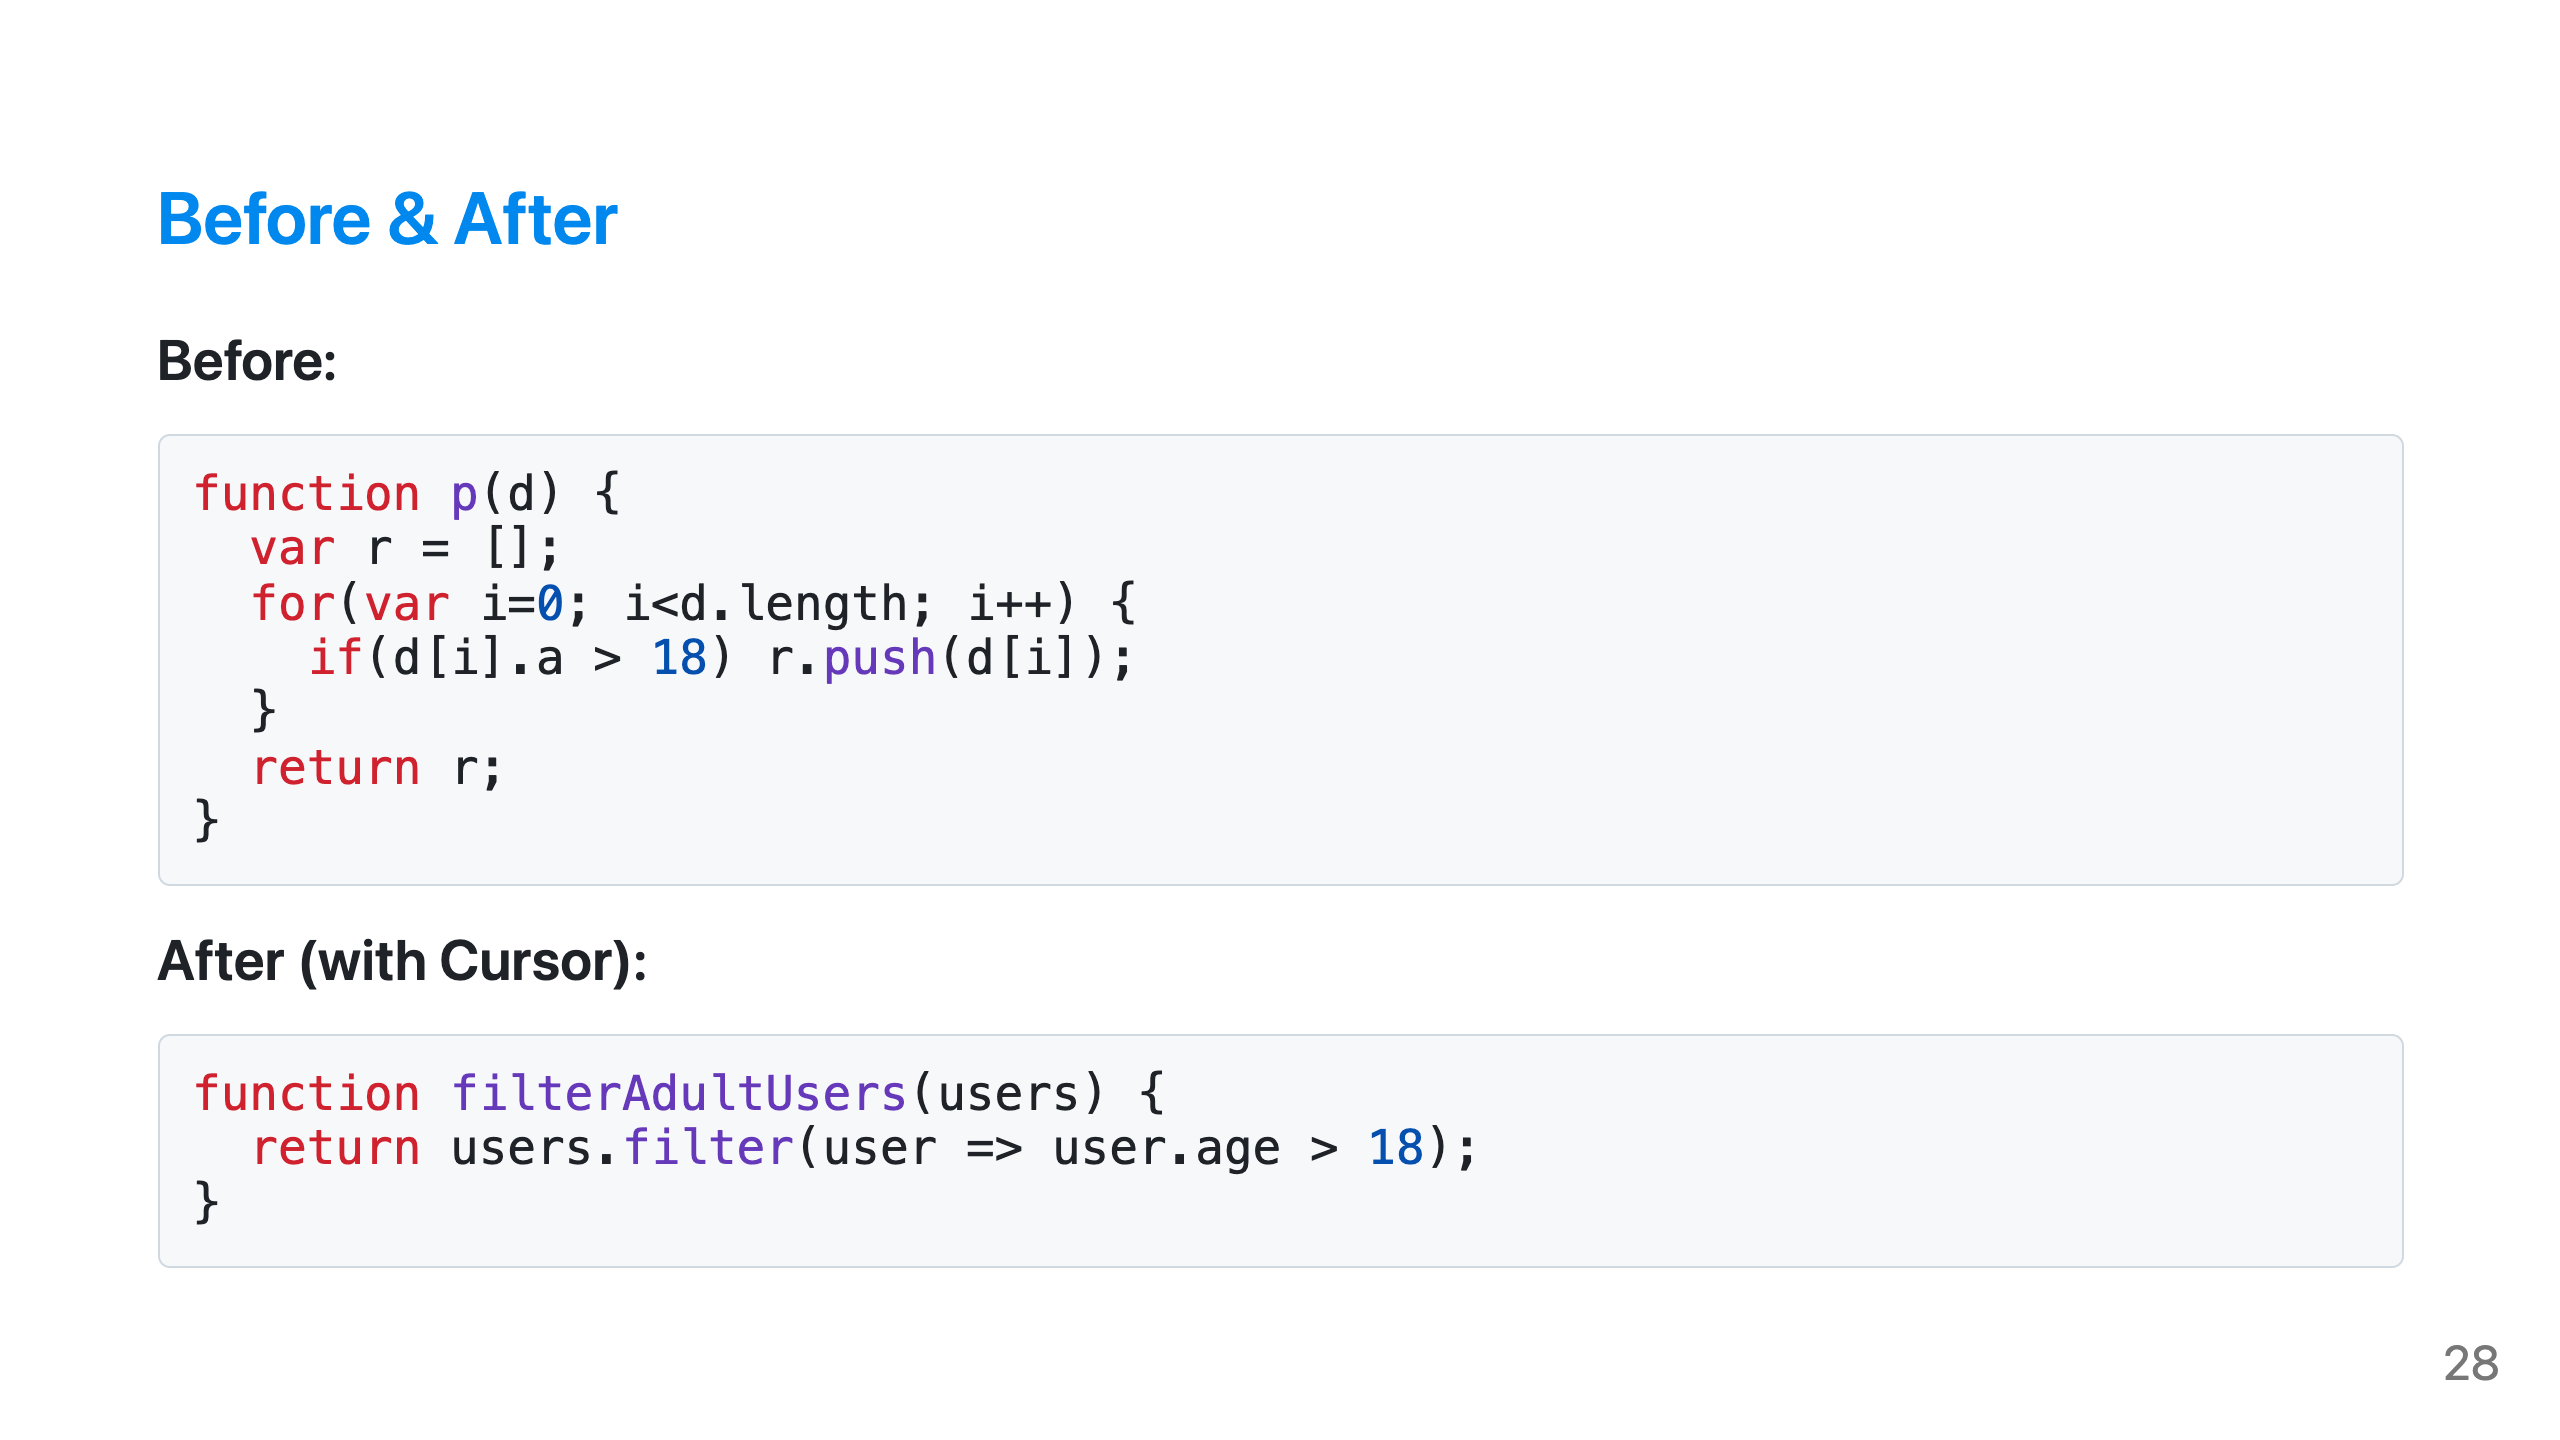 Before & After
Before:
function p(d) {
  var r = [];
  for(var i=0; i<d.length; i++) {
    if(d[i].a > 18) r.push(d[i]);
  }
  return r;
}
After (with Cursor):
function filterAdultUsers(users) {
  return users.filter(user => user.age > 18);
}
28